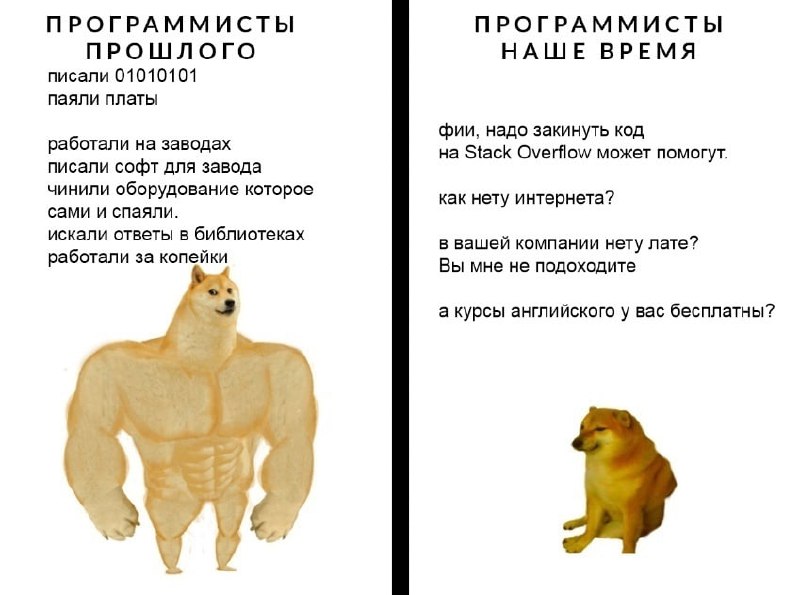 ПРОГРАММИСТЫ
ПРОШЛОГО
писали 01010101
паяли платы
работали на заводах
писали софт для завода
чинили оборудование которое
сами и спаяли.
искали ответы в библиотеках
работали за копейки
ПРОГРАММИСТЫ
НАШЕ ВРЕМЯ
фии, надо закинуть код
на Stack Overflow может помогут.
как нету интернета?
в вашей компании нету лате?
Вы мне не подоходите
а курсы английского у вас бесплатны?